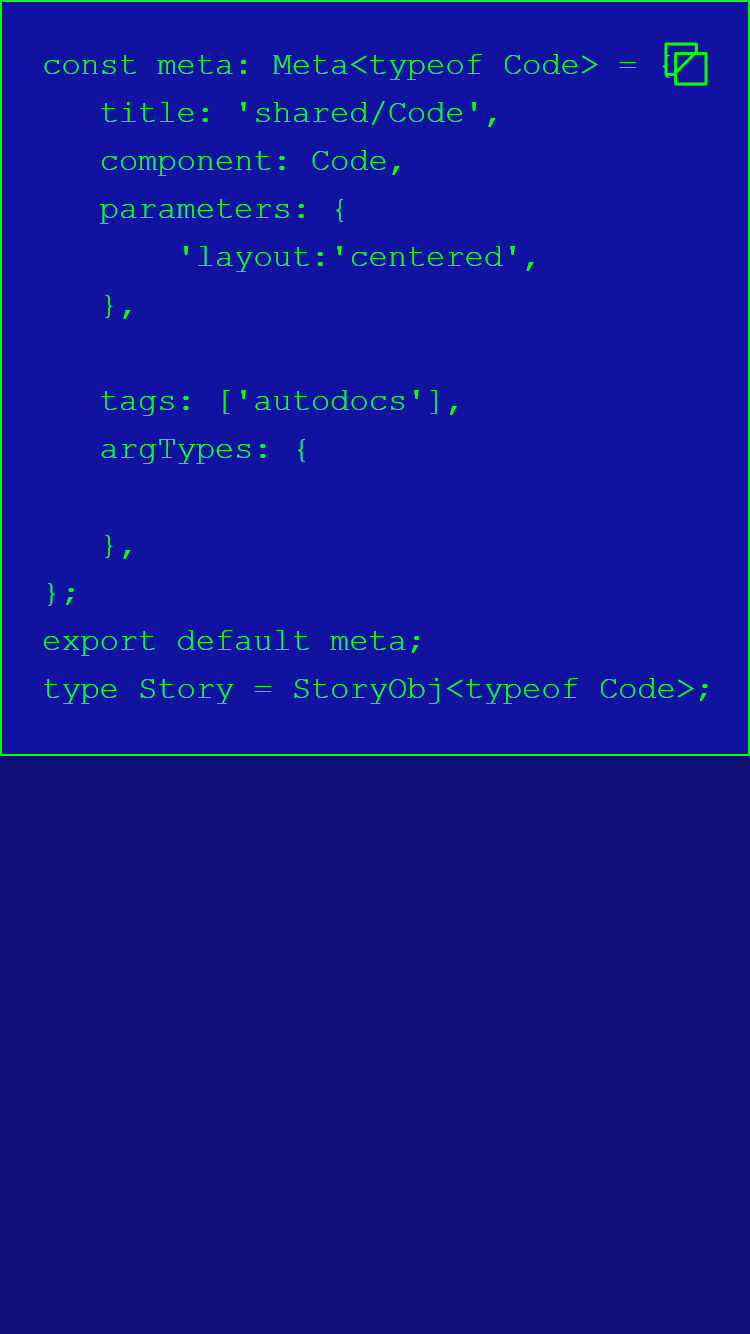 const meta: Meta<typeof Code> = {
title: 'shared/Code',
component: Code,
parameters: {
'layout:'centered',
},
tags: ['autodocs'],
argTypes: {
},
};
export default meta;
type Story = StoryObj<typeof Code>;